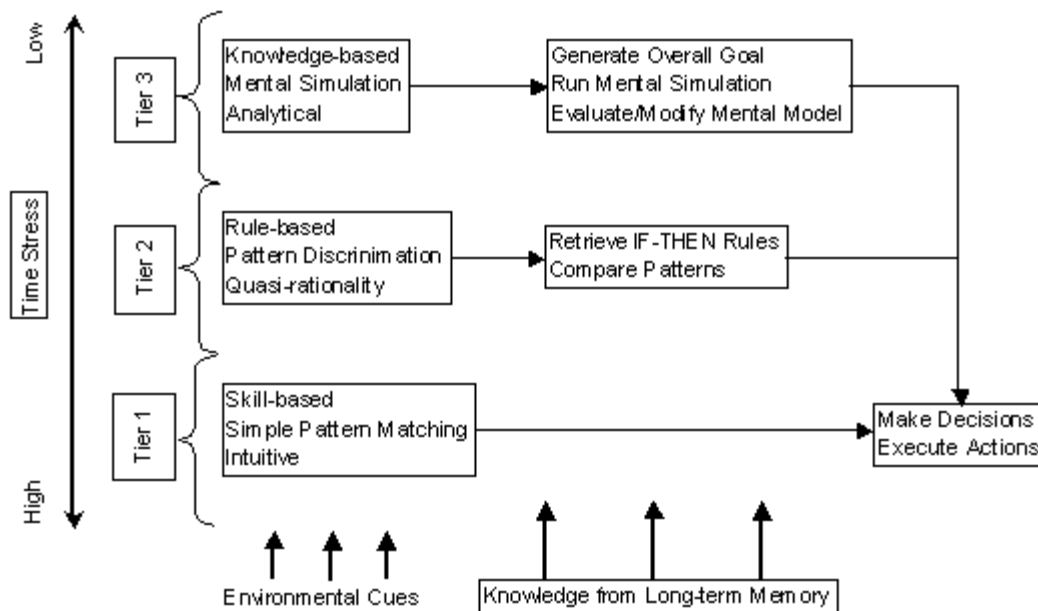 Low
Tier 3
Knowledge-based
Mental Simulation
Analytical
Generate Overall Goal
Run Mental Simulation
Evaluate/Modify Mental Model
Time Stress
Tier 2
Rule-based
Pattern Discrinimation
Quasi-rationality
Retrieve IF-THEN Rules
Compare Patterns
Tier 1
Skill-based
Simple Pattern Matching
Intuitive
Make Decisions
Execute Actions
High
Environmental Cues
Knowledge from Long-term Memory